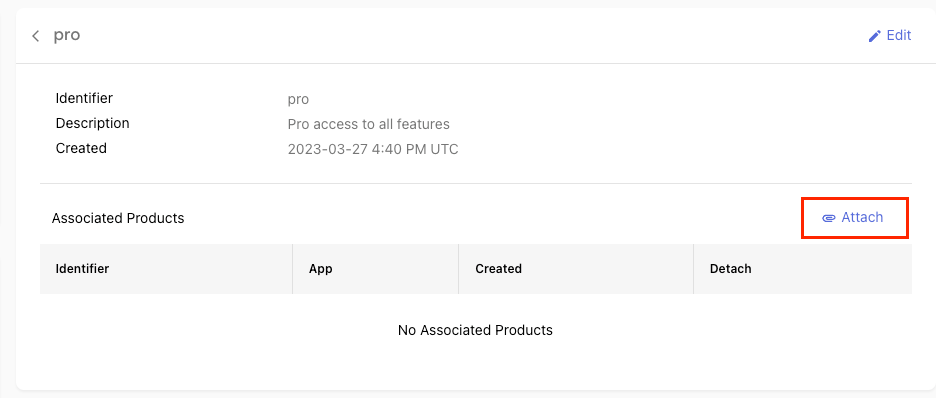 pro
Edit
Identifier pro
Description Pro access to all features
Created 2023-03-27 4:40 PM UTC
Associated Products Attach
Identifier App Created Detach
No Associated Products